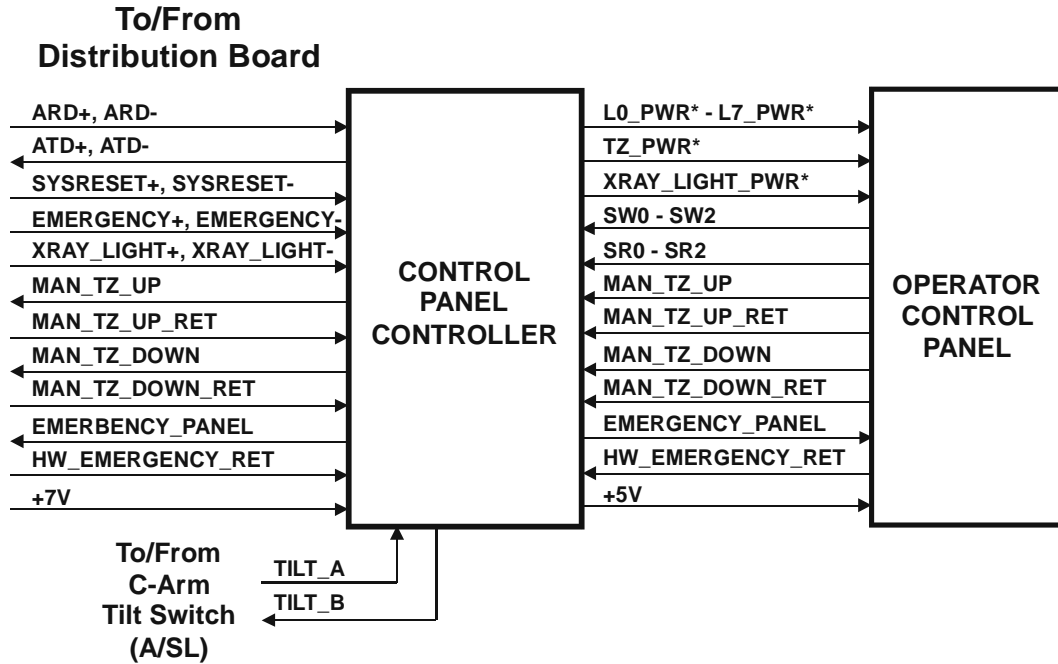 To/From
Distribution Board
ARD+, ARD-
ATD+, ATD-
SYSRESET+, SYSRESET-
EMERGENCY+, EMERGENCY-
XRAY_LIGHT+, XRAY_LIGHT-
MAN_TZ_UP
MAN_TZ_UP_RET
MAN_TZ_DOWN
MAN_TZ_DOWN_RET
EMERBENCY_PANEL
HW_EMERGENCY_RET
+7V
CONTROL
PANEL
CONTROLLER
L0_PWR* - L7_PWR*
TZ_PWR*
XRAY_LIGHT_PWR*
SW0 - SW2
SR0 - SR2
MAN_TZ_UP
MAN_TZ_UP_RET
MAN_TZ_DOWN
MAN_TZ_DOWN_RET
EMERGENCY_PANEL
HW_EMERGENCY_RET
+5V
OPERATOR
CONTROL
PANEL
To/From
C-Arm
Tilt Switch
(A/SL)
TILT_A
TILT_B